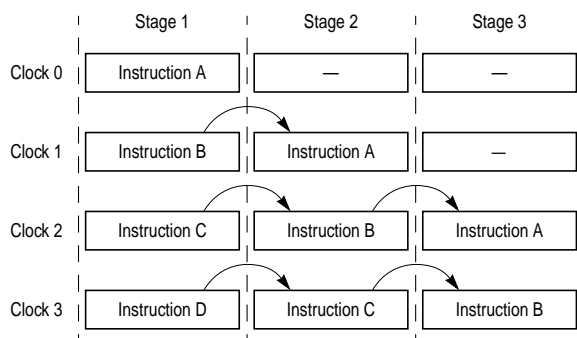 Stage 1 Stage 2 Stage 3
Clock 0 Instruction A — —
Clock 1 Instruction B Instruction A —
Clock 2 Instruction C Instruction B Instruction A
Clock 3 Instruction D Instruction C Instruction B